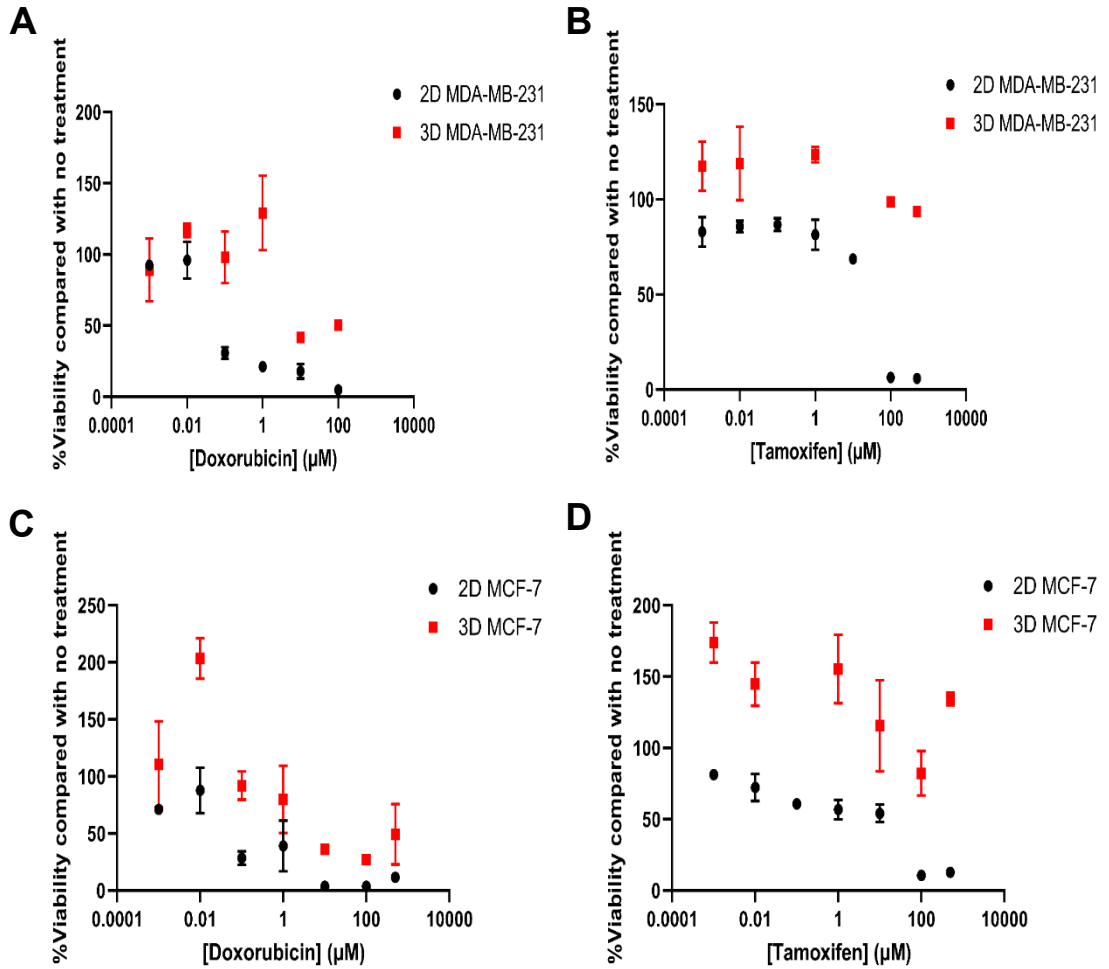 A
%Viability compared with no treatment
2D MDA-MB-231
3D MDA-MB-231
200
150
100
50
0
0.0001
0.01
1
100
10000
[Doxorubicin] (µM)
B
%Viability compared with no treatment
2D MDA-MB-231
3D MDA-MB-231
150
100
50
0
0.0001
0.01
1
100
10000
[Tamoxifen] (µM)
C
%Viability compared with no treatment
2D MCF-7
3D MCF-7
250
200
150
100
50
0
0.0001
0.01
1
100
10000
[Doxorubicin] (µM)
D
%Viability compared with no treatment
2D MCF-7
3D MCF-7
200
150
100
50
0
0.0001
0.01
1
100
10000
[Tamoxifen] (µM)